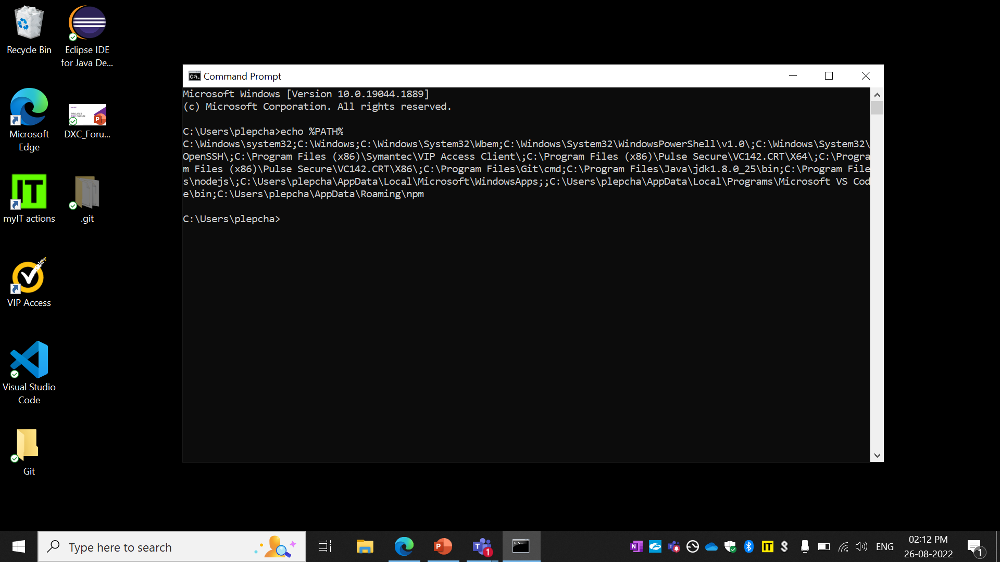 Recycle Bin
Eclipse IDE
for Java De...
Microsoft
Edge
DXC_Foru...
myIT actions
.git
VIP Access
Visual Studio
Code
Git
Command Prompt
Microsoft Windows [Version 10.0.19044.1889]
(c) Microsoft Corporation. All rights reserved.
C:\Users\plepcha>echo %PATH%
C:\Windows\system32;C:\Windows;C:\Windows\System32\Wbem;C:\Windows\System32\WindowsPowerShell\v1.0\;C:\Windows\System32\
OpenSSH\;C:\Program Files (x86)\Symantec\VIP Access Client\;C:\Program Files (x86)\Pulse Secure\VC142.CRT\X64\;C:\Progra
m Files (x86)\Pulse Secure\VC142.CRT\X86\;C:\Program Files\Git\cmd;C:\Program Files\Java\jdk1.8.0_25\bin;C:\Program File
s\nodejs\;C:\Users\plepcha\AppData\Local\Microsoft\WindowsApps;;C:\Users\plepcha\AppData\Local\Programs\Microsoft VS Cod
e\bin;C:\Users\plepcha\AppData\Roaming\npm
C:\Users\plepcha>
Type here to search
ENG
02:12 PM
26-08-2022
1